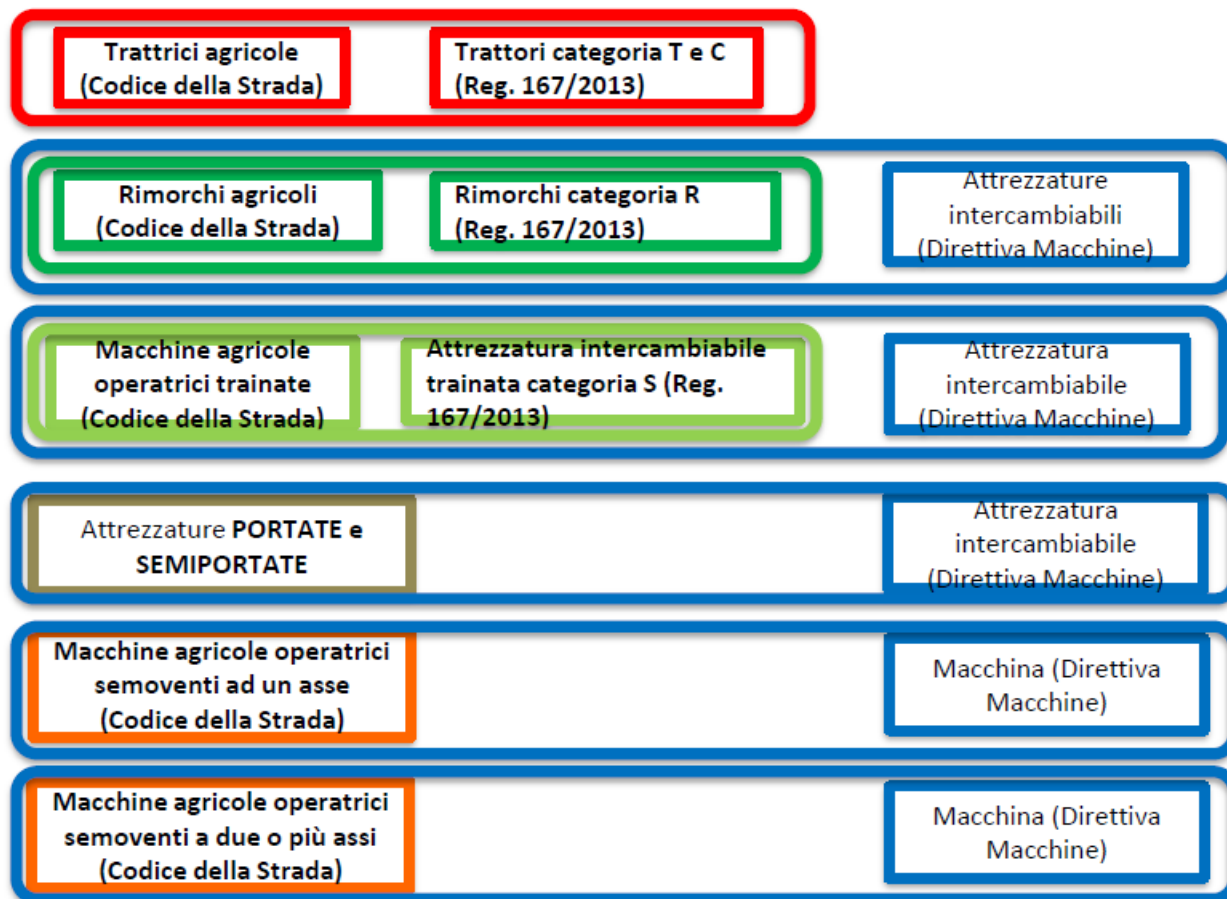 Trattrici agricole
(Codice della Strada)
Trattori categoria T e C
(Reg. 167/2013)
Rimorchi agricoli
(Codice della Strada)
Rimorchi categoria R
(Reg. 167/2013)
Attrezzature
intercambiabili
(Direttiva Macchine)
Macchine agricole
operatrici trainate
(Codice della Strada)
Attrezzatura intercambiabile
trainata categoria S (Reg.
167/2013)
Attrezzatura
intercambiabile
(Direttiva Macchine)
Attrezzature PORTATE e
SEMIPORTATE
Attrezzatura
intercambiabile
(Direttiva Macchine)
Macchine agricole operatrici
semoventi ad un asse
(Codice della Strada)
Macchina (Direttiva
Macchine)
Macchine agricole operatrici
semoventi a due o più assi
(Codice della Strada)
Macchina (Direttiva
Macchine)